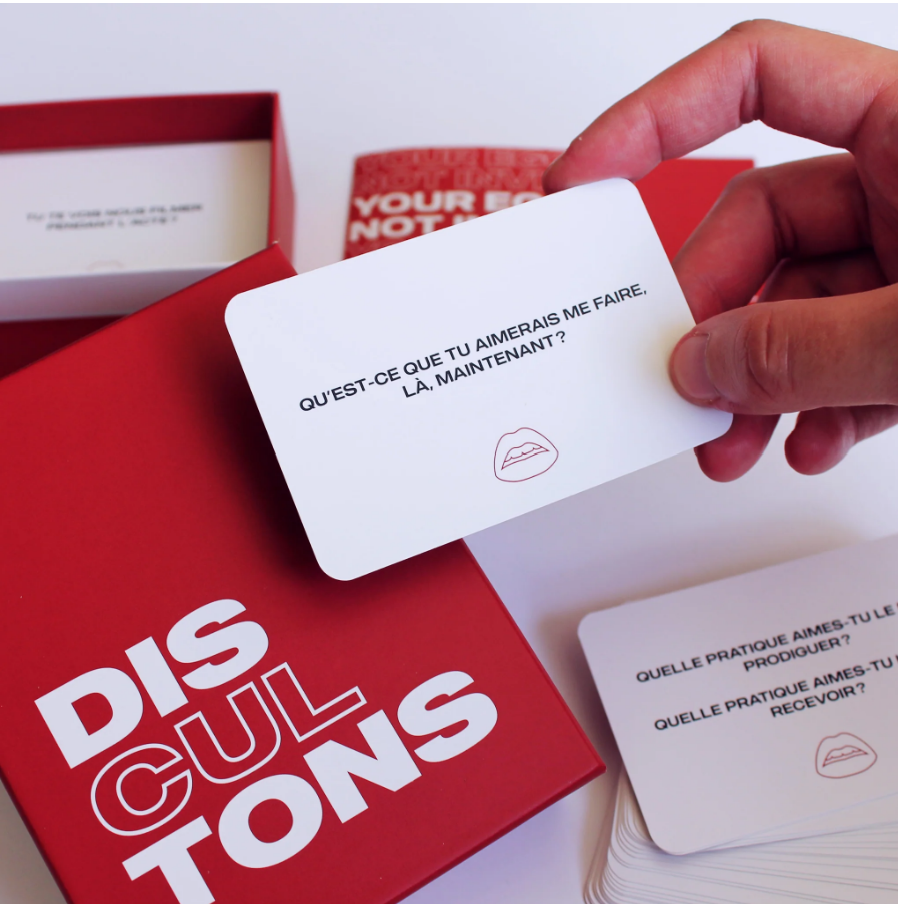 TU TE VOIS NOUS FILMER
PENDANT L'ACTE?
YOUR
NOT
QU'EST-CE QUE TU AIMERAIS ME FAIRE,
LÀ, MAINTENANT?
DIS
CUL
TONS
QUELLE PRATIQUE AIMES-TU LE
PRODIGUER?
QUELLE PRATIQUE AIMES-TU
RECEVOIR?